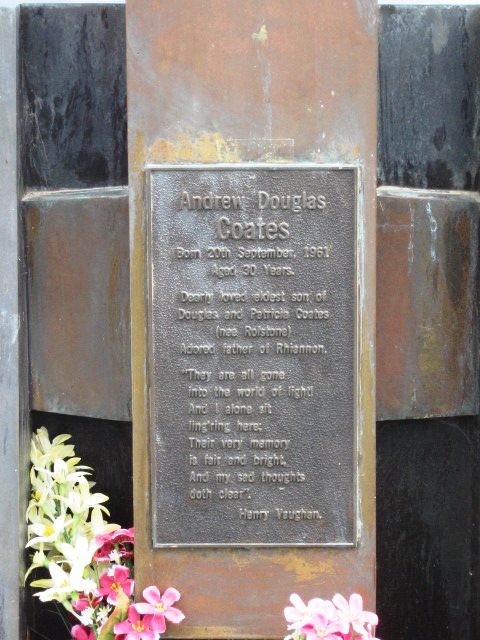 Andrew Douglas
Coates
Born 20th September, 1961
Aged 30 Years.
Dearly loved eldest son of
Douglas and Patricia Coates
(nee Rolstone)
Adored father of Rhiannon.
"They are all gone
into the world of light!
And I alone sit
ling'ring here;
Their very memory
is fair and bright,
And my sad thoughts
doth clear".
Henry Vaughan.